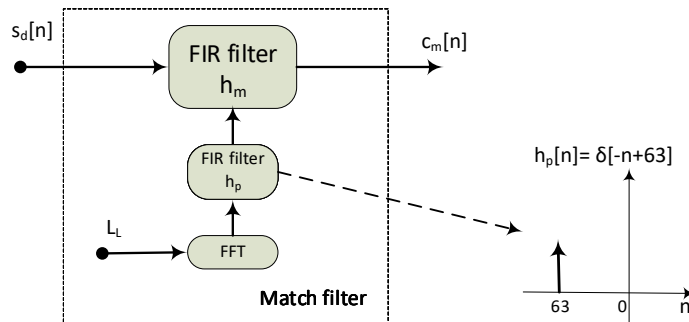 s_d[n]
FIR filter
h_m
c_m[n]
FIR filter
h_p
h_p[n]= δ[-n+63]
L_L
FFT
Match filter
63
0
n